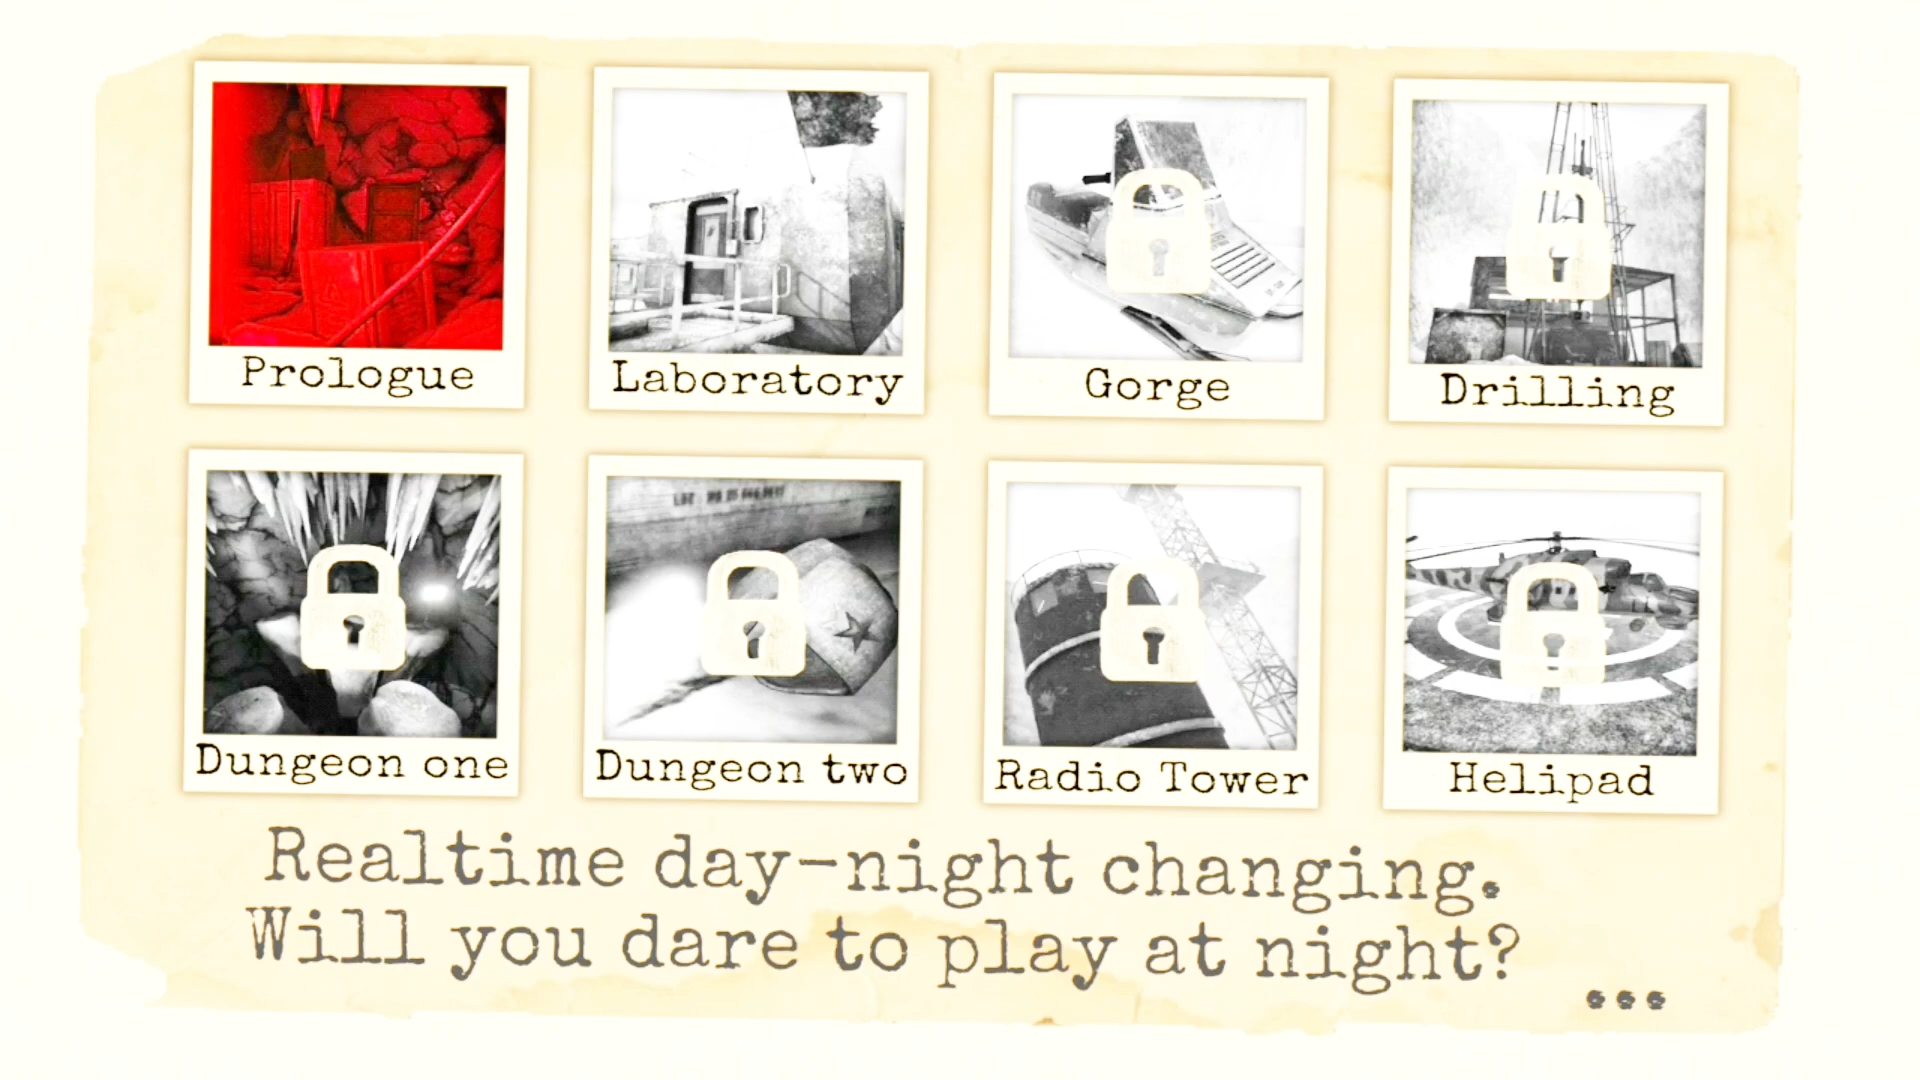 Prologue
Laboratory
Gorge
Drilling
Dungeon one
Dungeon two
Radio Tower
Helipad
Realtime day-night changing.
Will you dare to play at night?
...